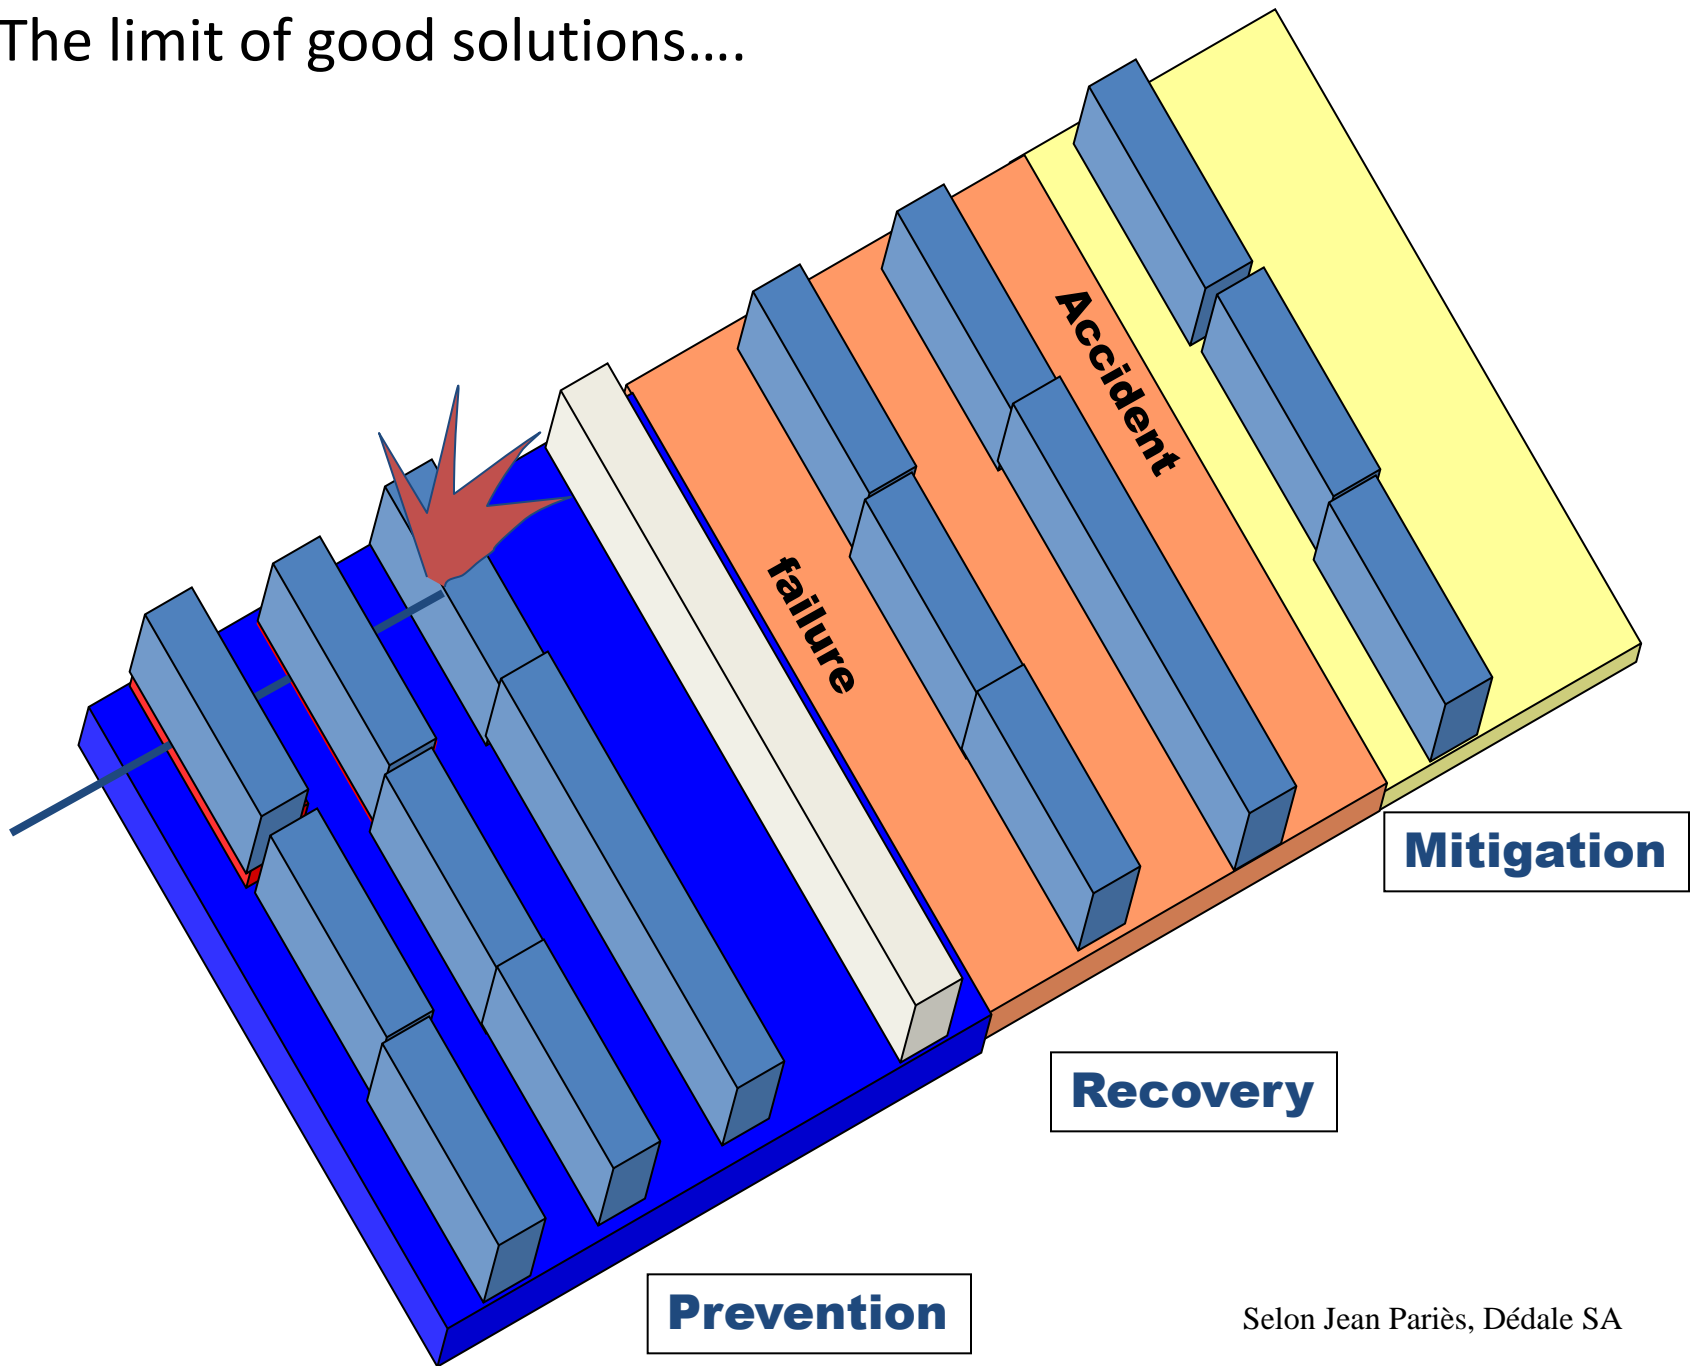 The limit of good solutions....
Accident
failure
Mitigation
Recovery
Prevention
Selon Jean Pariès, Dédale SA